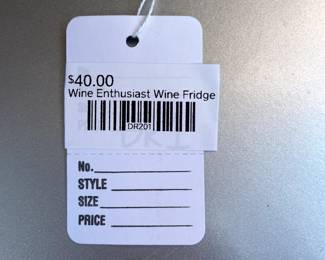 $40.00
Wine Enthusiast Wine Fridge
DR201
No.
STYLE
SIZE
PRICE